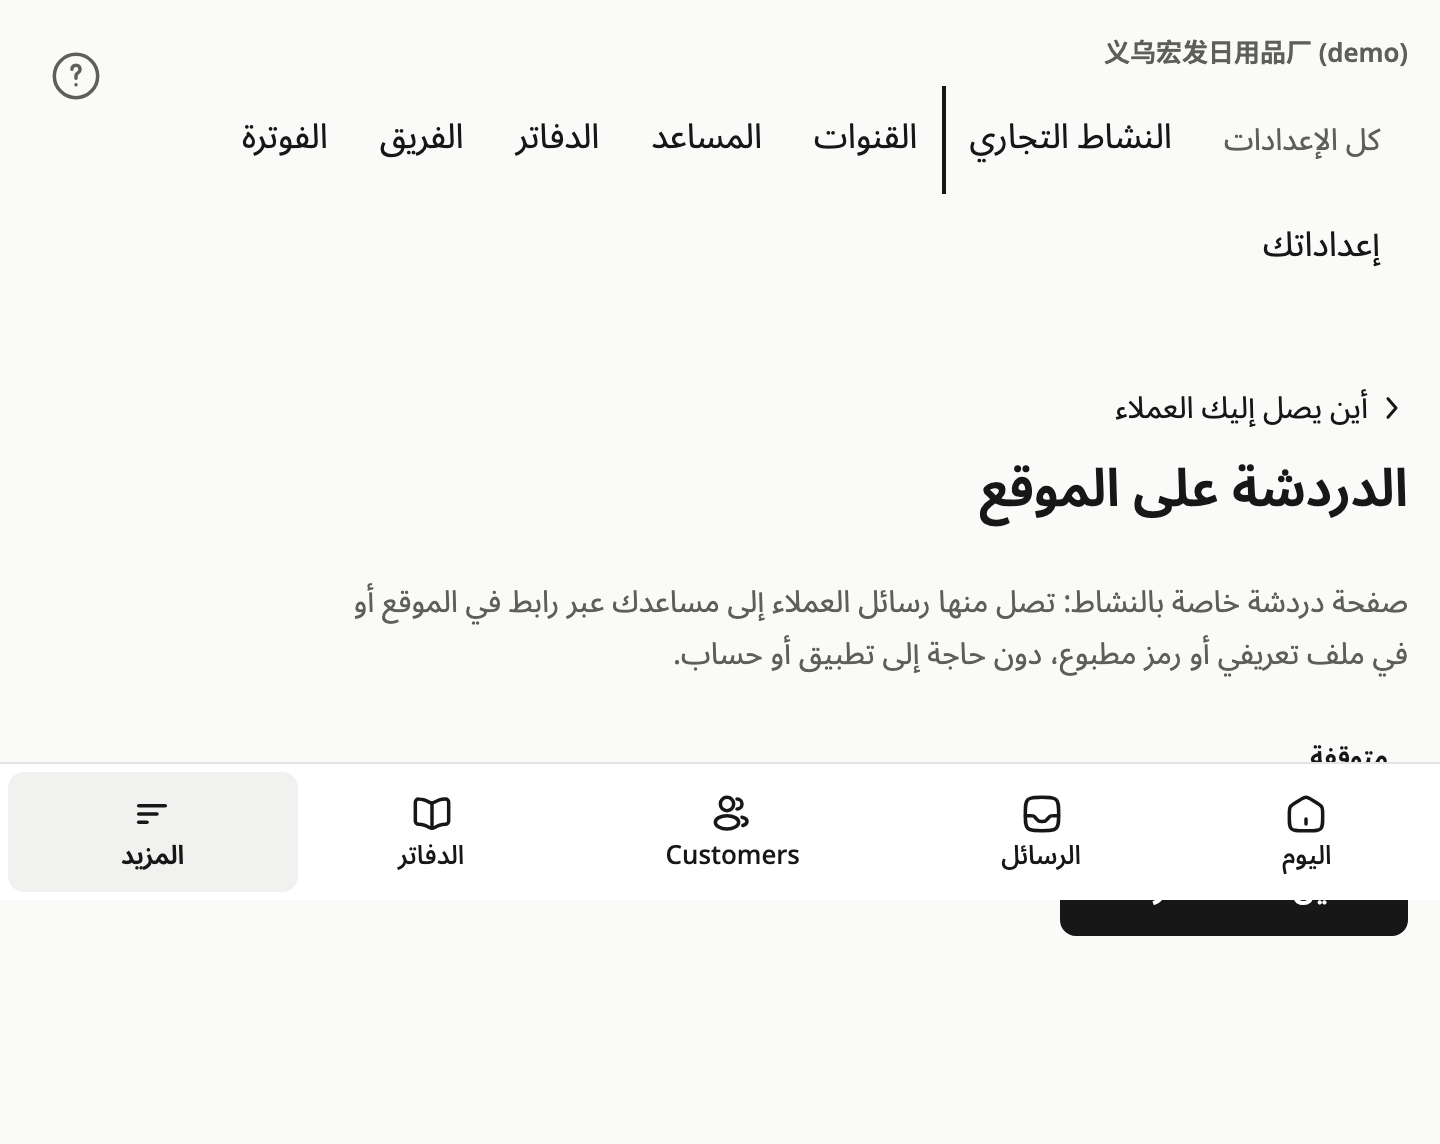 义乌宏发日用品厂 (demo)
كل الإعدادات
النشاط التجاري
القنوات
المساعد
الدفاتر
الفريق
الفوترة
إعداداتك
أين يصل إليك العملاء
الدردشة على الموقع
صفحة دردشة خاصة بالنشاط: تصل منها رسائل العملاء إلى مساعدك عبر رابط في الموقع أو
في ملف تعريفي أو رمز مطبوع، دون حاجة إلى تطبيق أو حساب.
متوقفة
اليوم
الرسائل
Customers
الدفاتر
المزيد